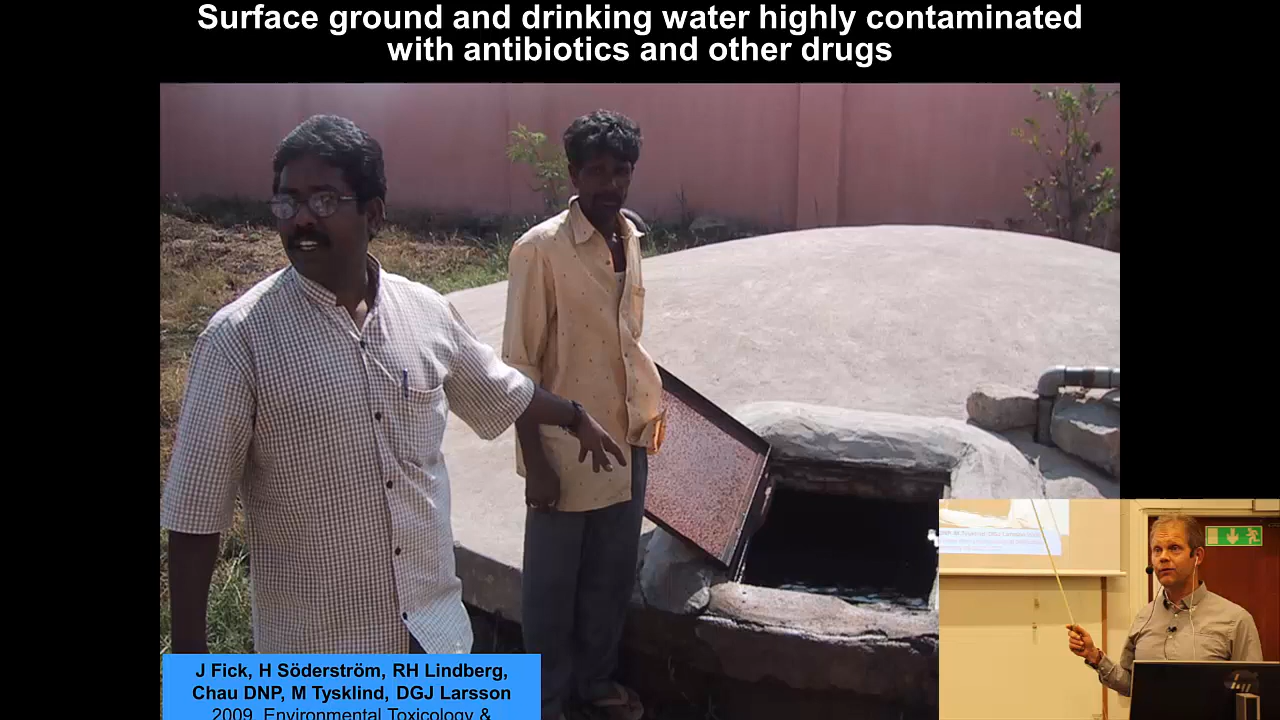 Surface ground and drinking water highly contaminated
with antibiotics and other drugs
J Fick, H Söderström, RH Lindberg,
Chau DNP, M Tysklind, DGJ Larsson
2009, Environmental Toxicology &